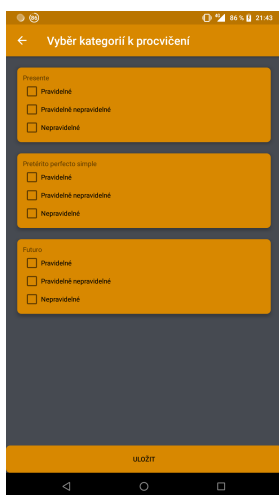 86 86 % 21:43
Výběr kategorií k procvičení
Presente
Pravidelné
Pravidelně nepravidelné
Nepravidelné
Pretérito perfecto simple
Pravidelné
Pravidelně nepravidelné
Nepravidelné
Futuro
Pravidelné
Pravidelně nepravidelné
Nepravidelné
ULOŽIT